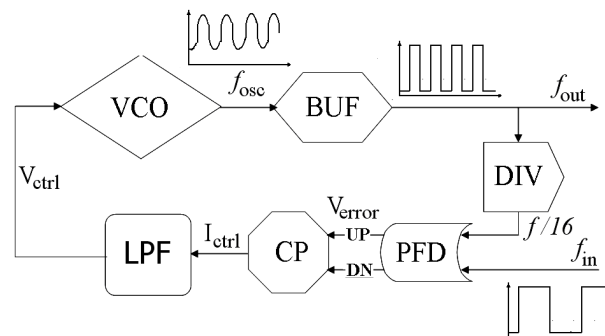 VCO
f_osc
BUF
f_out
V_ctrl
DIV
f/16
V_error
UP
DN
PFD
f_in
I_ctrl
CP
LPF